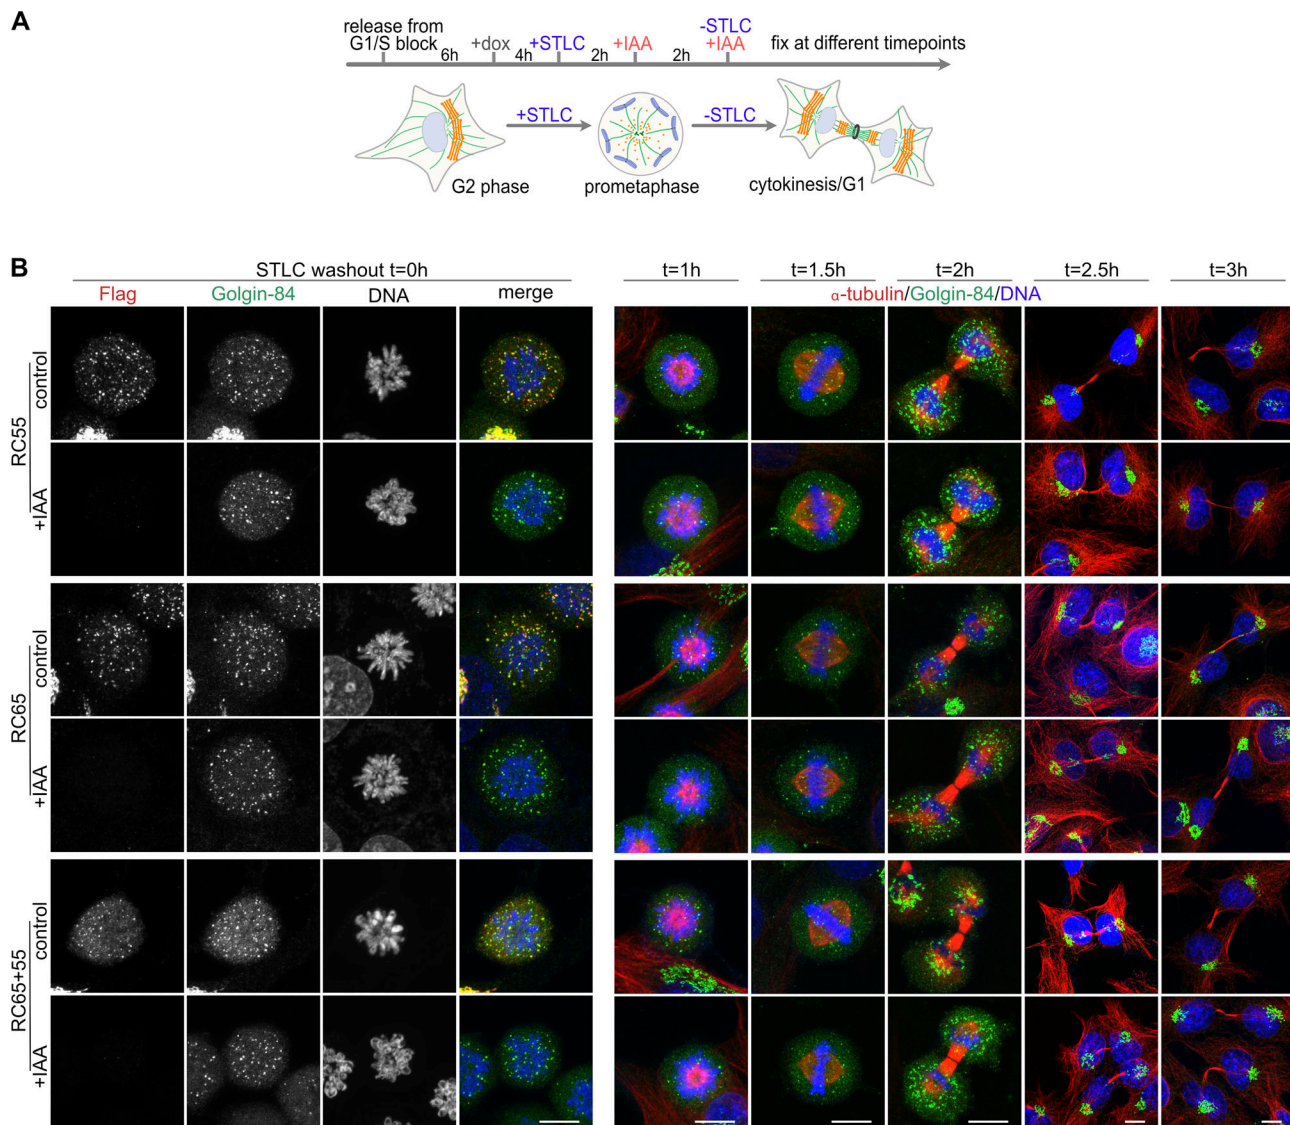 A
release from
G1/S block
6h
+dox
4h
+STLC
2h
+IAA
2h
-STLC
+IAA
fix at different timepoints
+STLC
-STLC
G2 phase
prometaphase
cytokinesis/G1
B
STLC washout t=0h
t=1h
t=1.5h
t=2h
t=2.5h
t=3h
Flag
Golgin-84
DNA
merge
α-tubulin/Golgin-84/DNA
RC55
control
+IAA
RC65
control
+IAA
RC65+55
control
+IAA